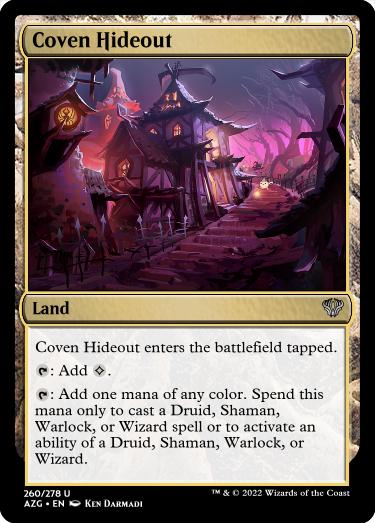 Coven Hideout
Land
Coven Hideout enters the battlefield tapped.
: Add .
: Add one mana of any color. Spend this
mana only to cast a Druid, Shaman,
Warlock, or Wizard spell or to activate an
ability of a Druid, Shaman, Warlock, or
Wizard.
260/278 U
AZG • EN Ken Darmadi
™ & © 2022 Wizards of the Coast